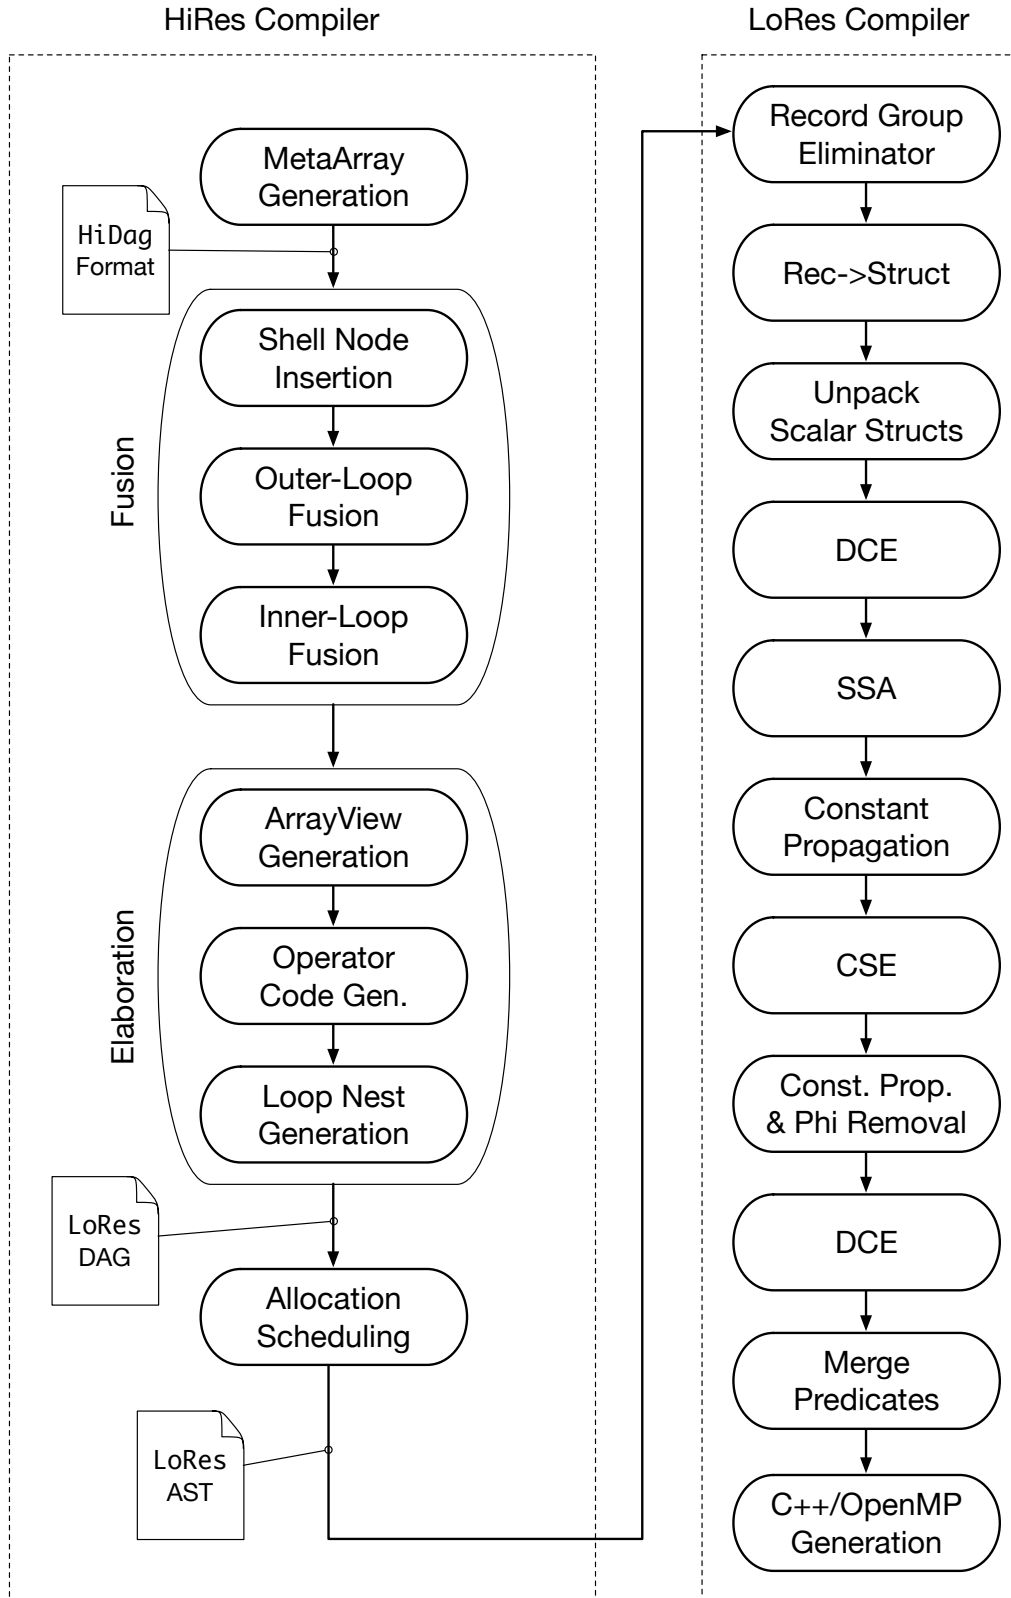 HiRes Compiler
MetaArray
Generation
HiDag
Format
Fusion
Shell Node
Insertion
Outer-Loop
Fusion
Inner-Loop
Fusion
Elaboration
ArrayView
Generation
Operator
Code Gen.
Loop Nest
Generation
LoRes
DAG
Allocation
Scheduling
LoRes
AST
LoRes Compiler
Record Group
Eliminator
Rec->Struct
Unpack
Scalar Structs
DCE
SSA
Constant
Propagation
CSE
Const. Prop.
& Phi Removal
DCE
Merge
Predicates
C++/OpenMP
Generation